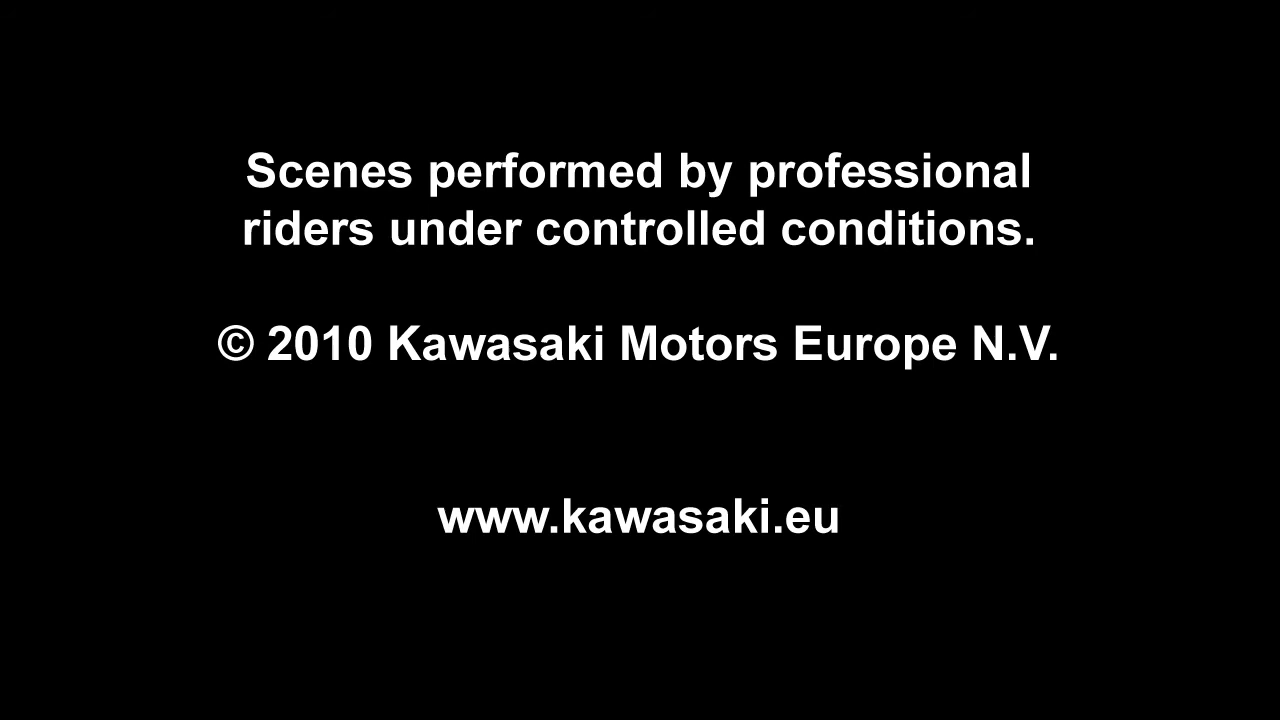 Scenes performed by professional
riders under controlled conditions.
© 2010 Kawasaki Motors Europe N.V.
www.kawasaki.eu